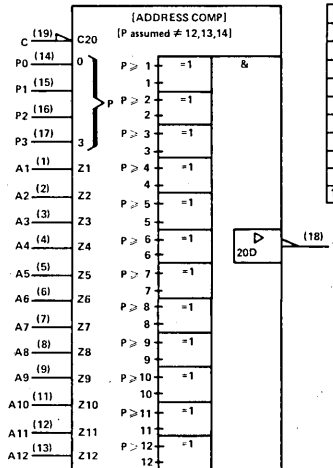 [ADDRESS COMP]
[P assumed ≠ 12,13,14]
C (19) C20
P0 (14) 0
P1 (15)
P2 (16)
P3 (17) 3
P
A1 (1) Z1
A2 (2) Z2
A3 (3) Z3
A4 (4) Z4
A5 (5) Z5
A6 (6) Z6
A7 (7) Z7
A8 (8) Z8
A9 (9) Z9
A10 (11) Z10
A11 (12) Z11
A12 (13) Z12
P ⩾ 1 =1
1
P ⩾ 2 =1
2
P ⩾ 3 =1
3
P ⩾ 4 =1
4
P ⩾ 5 =1
5
P ⩾ 6 =1
6
P > 7 =1
7
P ⩾ 8 =1
8
P ⩾ 9 =1
9
P ⩾ 10 =1
10
P ⩾ 11 =1
11
P > 12 =1
12
&
20D
(18)